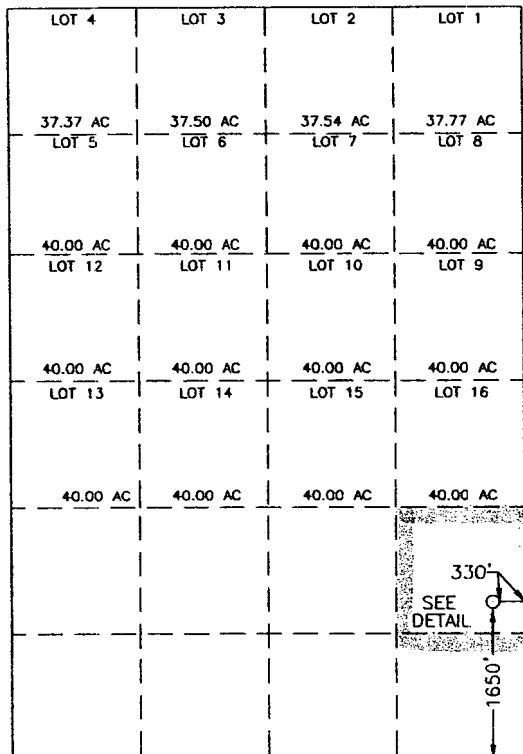 LOT 4 LOT 3 LOT 2 LOT 1
37.37 AC 37.50 AC 37.54 AC 37.77 AC
LOT 5 LOT 6 LOT 7 LOT 8
40.00 AC 40.00 AC 40.00 AC 40.00 AC
LOT 12 LOT 11 LOT 10 LOT 9
40.00 AC 40.00 AC 40.00 AC 40.00 AC
LOT 13 LOT 14 LOT 15 LOT 16
40.00 AC 40.00 AC 40.00 AC 40.00 AC
330'
SEE
DETAIL
1650'